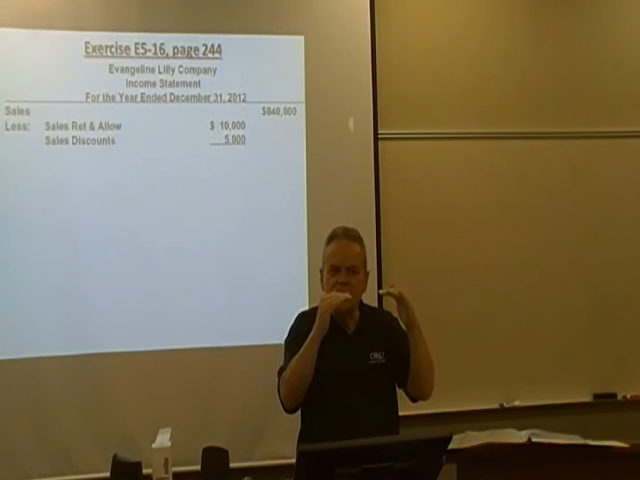 Exercise E5-16, page 244
Evangeline Lilly Company
Income Statement
For the Year Ended December 31, 2012
Sales $840,000
Less: Sales Ret & Allow $ 10,000
Sales Discounts 5,000